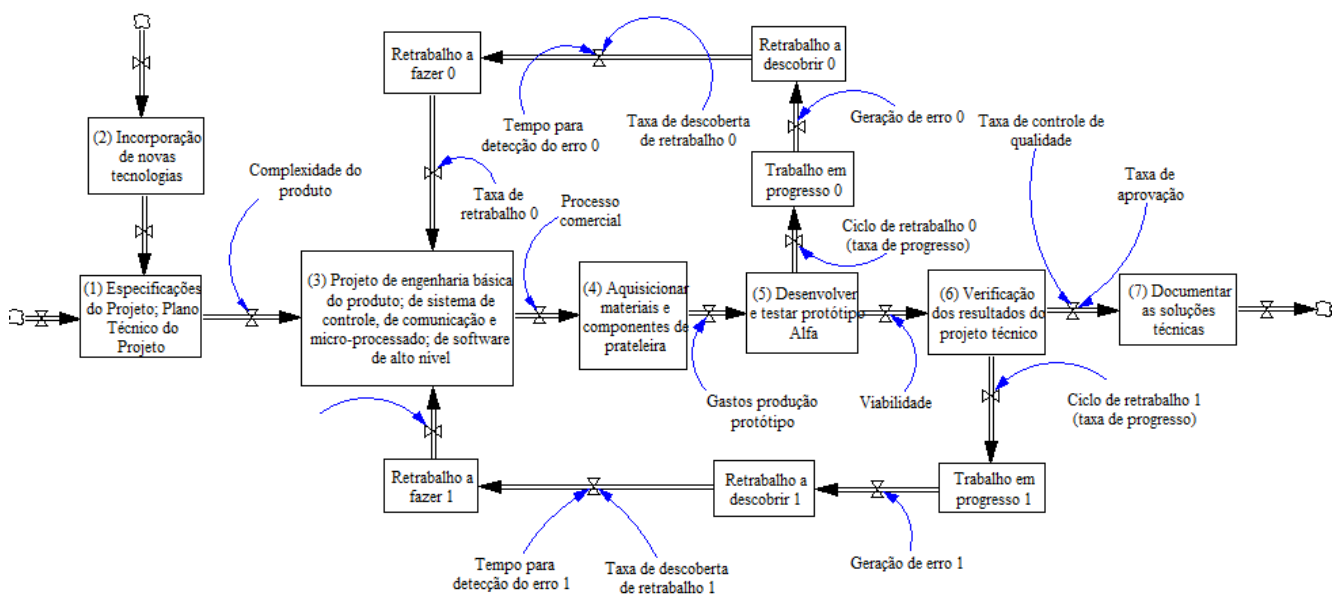 Retrabalho a
fazer 0
Retrabalho a
descobrir 0
Tempo para
detecção do erro 0
Taxa de descoberta
de retrabalho 0
Geração de erro 0
Taxa de controle de
qualidade
(2) Incorporação
de novas
tecnologias
Complexidade do
produto
Taxa de
retrabalho 0
Processo
comercial
Trabalho em
progresso 0
Taxa de
aprovação
Ciclo de retrabalho 0
(taxa de progresso)
(1) Especificações
do Projeto; Plano
Técnico do
Projeto
(3) Projeto de engenharia básica
do produto; de sistema de
controle, de comunicação e
micro-processado; de software
de alto nível
(4) Aquisicionar
materiais e
componentes de
prateleira
(5) Desenvolver
e testar protótipo
Alfa
(6) Verificação
dos resultados do
projeto técnico
(7) Documentar
as soluções
técnicas
Gastos produção
protótipo
Viabilidade
Ciclo de retrabalho 1
(taxa de progresso)
Retrabalho a
fazer 1
Retrabalho a
descobrir 1
Trabalho em
progresso 1
Tempo para
detecção do erro 1
Taxa de descoberta
de retrabalho 1
Geração de erro 1